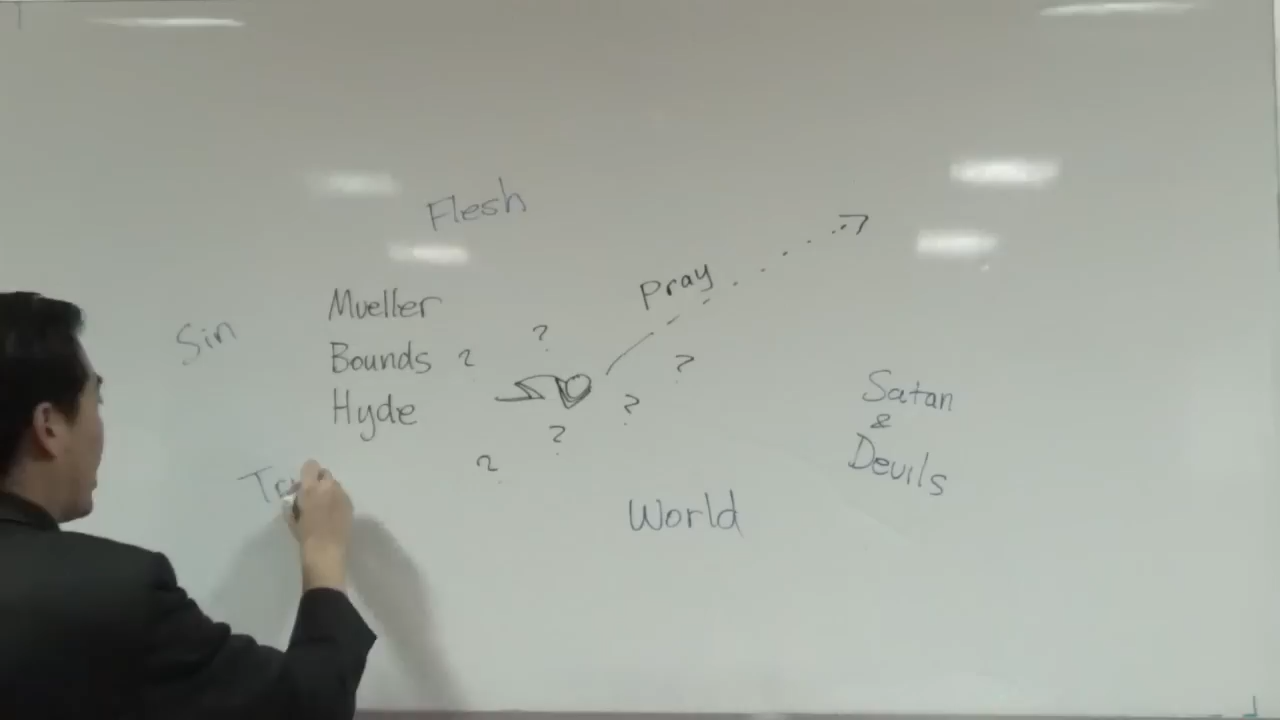 Flesh
Pray
Sin
Mueller
?
Bounds ?
?
Hyde
?
Satan
&
Devils
?
?
World